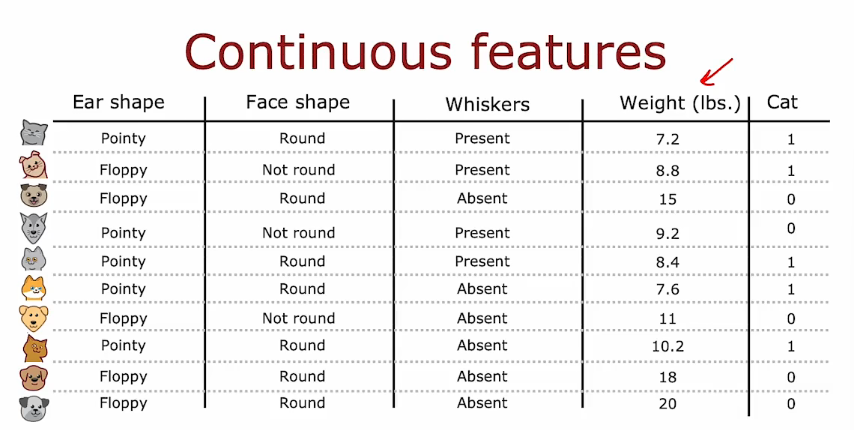 Continuous features
Ear shape Face shape Whiskers Weight (lbs.) Cat
Pointy Round Present 7.2 1
Floppy Not round Present 8.8 1
Floppy Round Absent 15 0
Pointy Not round Present 9.2 0
Pointy Round Present 8.4 1
Pointy Round Absent 7.6 1
Floppy Not round Absent 11 0
Pointy Round Absent 10.2 1
Floppy Round Absent 18 0
Floppy Round Absent 20 0